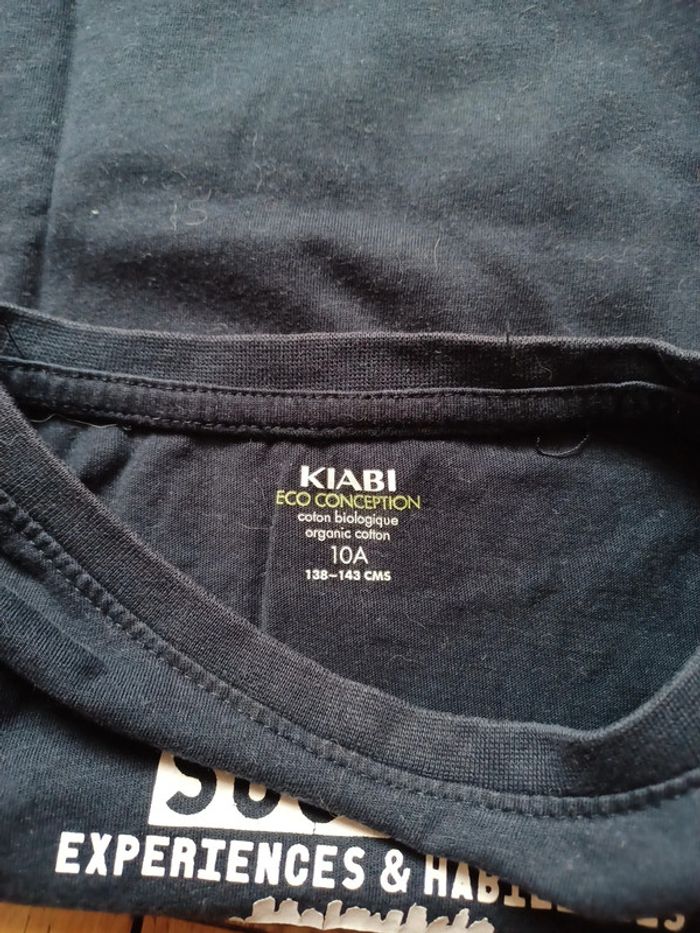 KIABI
ECO CONCEPTION
coton biologique
organic cotton
10A
138-143 CMS
EXPERIENCES &